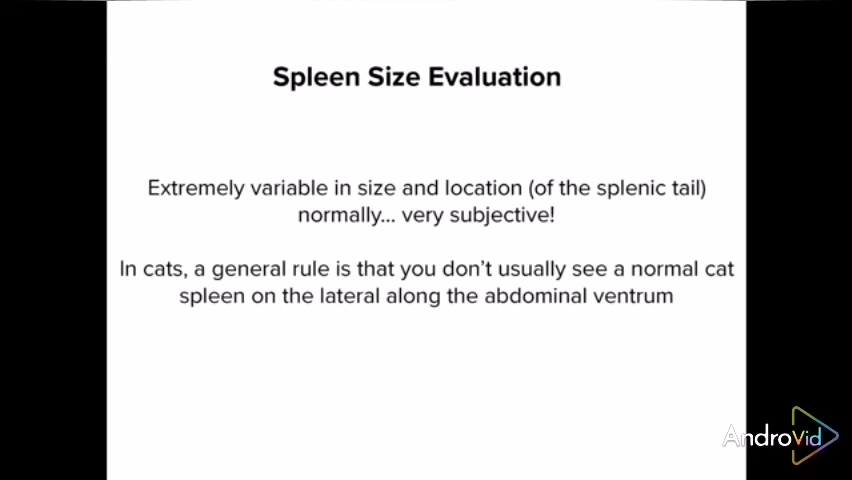 Spleen Size Evaluation
Extremely variable in size and location (of the splenic tail)
normally... very subjective!
In cats, a general rule is that you don't usually see a normal cat
spleen on the lateral along the abdominal ventrum
AndroVid